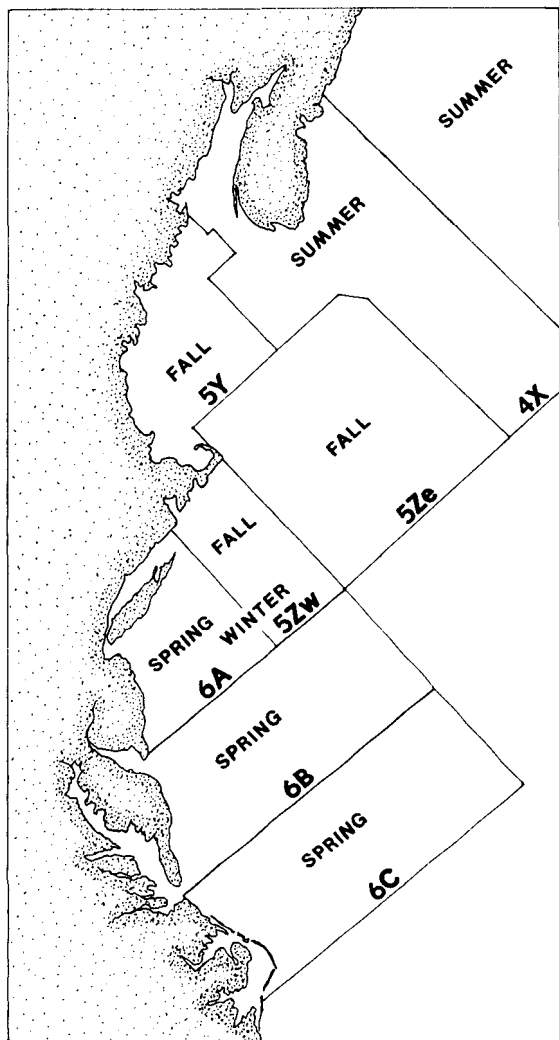 SUMMER
SUMMER
4X
FALL
5Y
FALL
5Ze
FALL
WINTER
5Zw
SPRING
6A
SPRING
6B
SPRING
6C